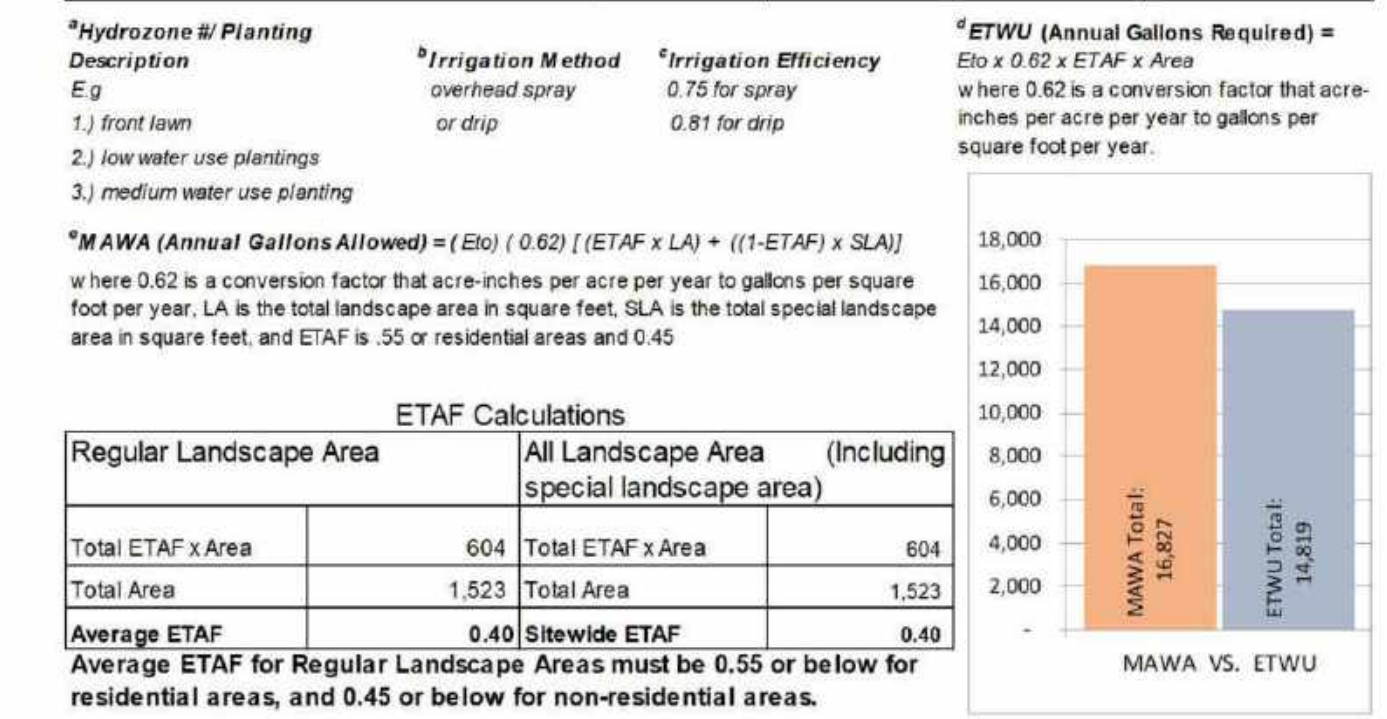 aHydrozone #/ Planting
Description
E.g
1.) front lawn
2.) low water use plantings
3.) medium water use planting
bIrrigation Method
overhead spray
or drip
cIrrigation Efficiency
0.75 for spray
0.81 for drip
dETWU (Annual Gallons Required) =
Eto x 0.62 x ETAF x Area
where 0.62 is a conversion factor that acre-
inches per acre per year to gallons per
square foot per year.
eMAWA (Annual Gallons Allowed) = (Eto) ( 0.62) [ (ETAF x LA) + ((1-ETAF) x SLA)]
where 0.62 is a conversion factor that acre-inches per acre per year to gallons per square
foot per year, LA is the total landscape area in square feet, SLA is the total special landscape
area in square feet, and ETAF is .55 or residential areas and 0.45
ETAF Calculations
Regular Landscape Area
All Landscape Area (Including
special landscape area)
Total ETAF x Area 604 Total ETAF x Area 604
Total Area 1,523 Total Area 1,523
Average ETAF 0.40 Sitewide ETAF 0.40
Average ETAF for Regular Landscape Areas must be 0.55 or below for
residential areas, and 0.45 or below for non-residential areas.
18,000
16,000
14,000
12,000
10,000
8,000
6,000
4,000
2,000
-
MAWA Total:
16,827
ETWU Total:
14,819
MAWA VS. ETWU